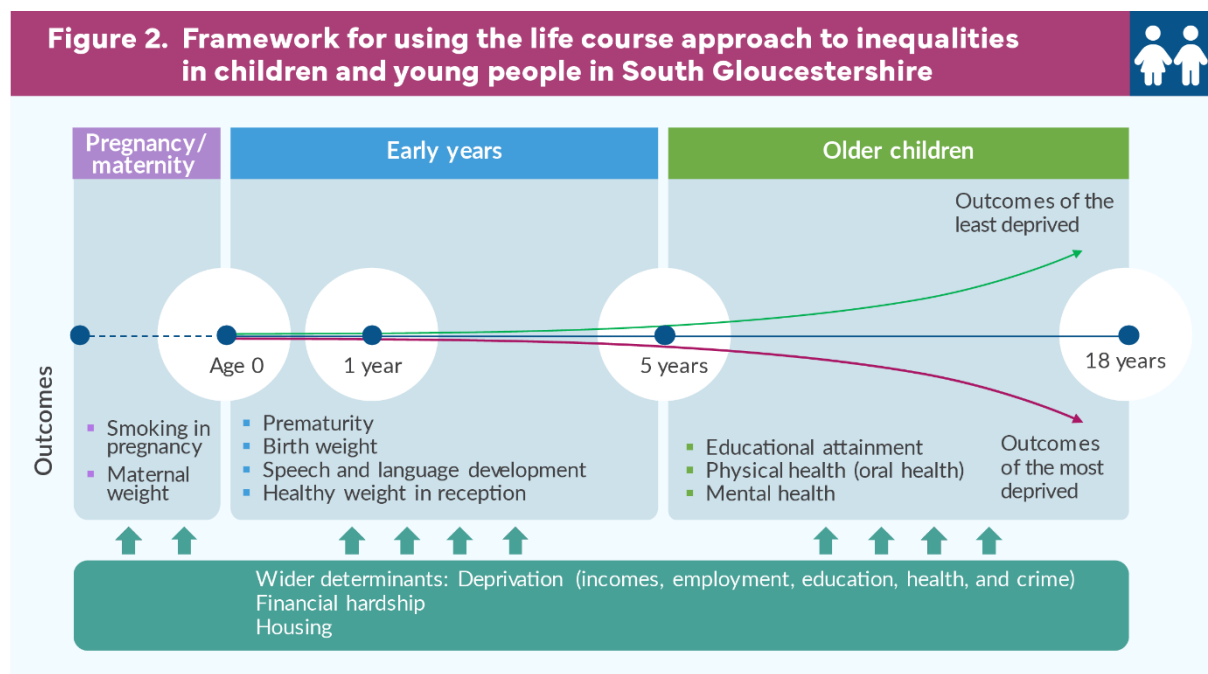 Figure 2. Framework for using the life course approach to inequalities
in children and young people in South Gloucestershire
Pregnancy/
maternity
Early years
Older children
Outcomes of the
least deprived
Age 0
1 year
5 years
18 years
Outcomes
Smoking in
pregnancy
Maternal
weight
Prematurity
Birth weight
Speech and language development
Healthy weight in reception
Educational attainment
Physical health (oral health)
Mental health
Outcomes
of the most
deprived
Wider determinants: Deprivation (incomes, employment, education, health, and crime)
Financial hardship
Housing